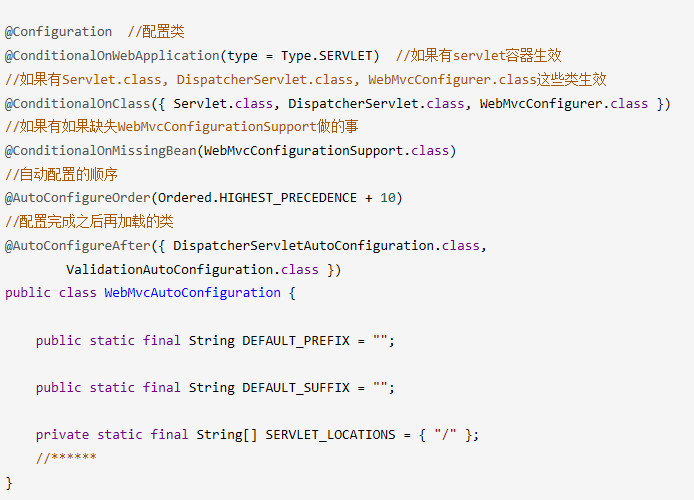 @Configuration  //配置类
@ConditionalOnWebApplication(type = Type.SERVLET)  //如果有servlet容器生效
//如果有Servlet.class, DispatcherServlet.class, WebMvcConfigurer.class这些类生效
@ConditionalOnClass({ Servlet.class, DispatcherServlet.class, WebMvcConfigurer.class })
//如果有如果缺失WebMvcConfigurationSupport做的事
@ConditionalOnMissingBean(WebMvcConfigurationSupport.class)
//自动配置的顺序
@AutoConfigureOrder(Ordered.HIGHEST_PRECEDENCE + 10)
//配置完成之后再加载的类
@AutoConfigureAfter({ DispatcherServletAutoConfiguration.class,
        ValidationAutoConfiguration.class })
public class WebMvcAutoConfiguration {
    public static final String DEFAULT_PREFIX = "";
    public static final String DEFAULT_SUFFIX = "";
    private static final String[] SERVLET_LOCATIONS = { "/" };
    //******
}